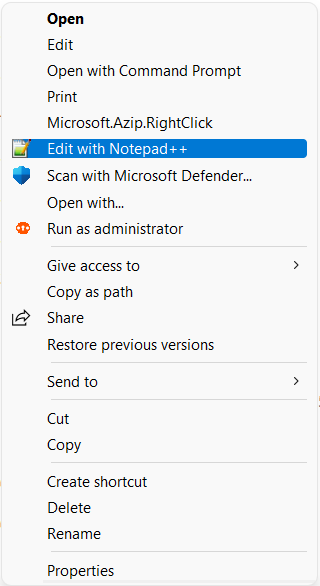 Open
Edit
Open with Command Prompt
Print
Microsoft.Azip.RightClick
Edit with Notepad++
Scan with Microsoft Defender...
Open with...
Run as administrator
Give access to
Copy as path
Share
Restore previous versions
Send to
Cut
Copy
Create shortcut
Delete
Rename
Properties